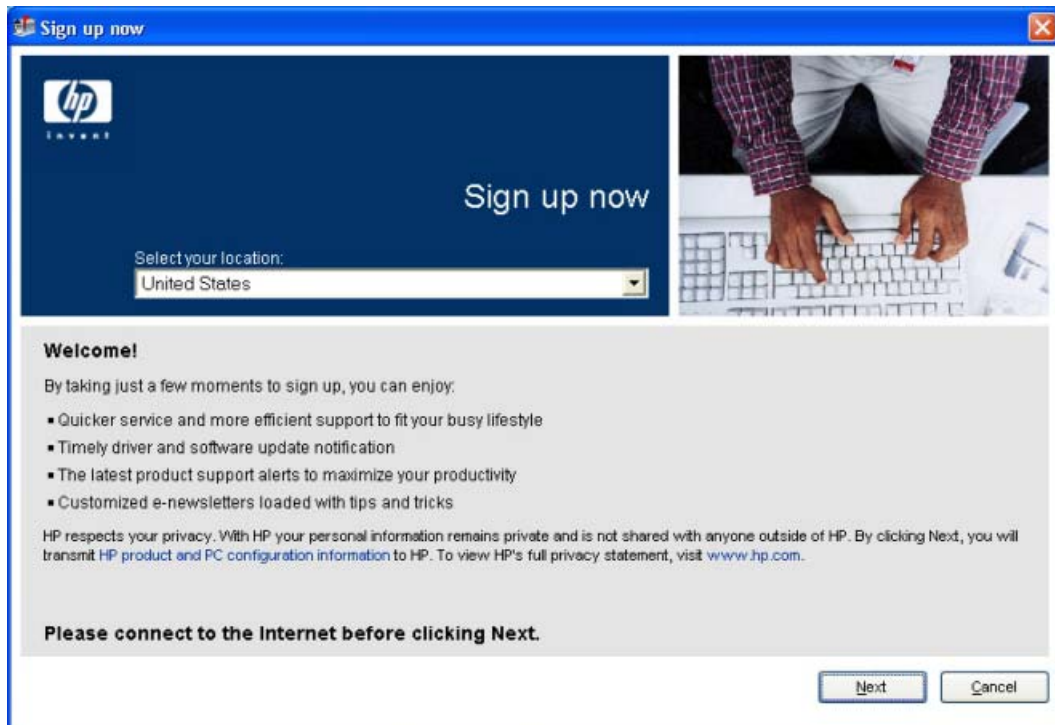 Sign up now
hp
invent
Sign up now
Select your location:
United States
Welcome!
By taking just a few moments to sign up, you can enjoy:
▪ Quicker service and more efficient support to fit your busy lifestyle
▪ Timely driver and software update notification
▪ The latest product support alerts to maximize your productivity
▪ Customized e-newsletters loaded with tips and tricks
HP respects your privacy. With HP your personal information remains private and is not shared with anyone outside of HP. By clicking Next, you will
transmit HP product and PC configuration information to HP. To view HP's full privacy statement, visit www.hp.com.
Please connect to the Internet before clicking Next.
Next
Cancel